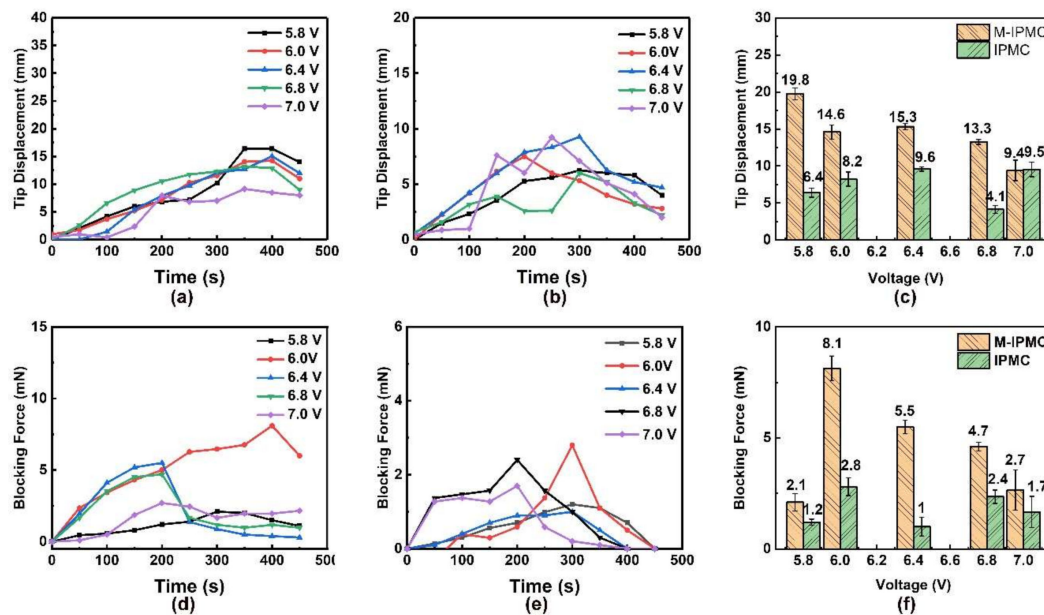 40
35
30
25
20
15
10
5
0
Tip Displacement (mm)
5.8 V
6.0 V
6.4 V
6.8 V
7.0 V
0 100 200 300 400 500
Time (s)
(a)
20
15
10
5
0
Tip Displacement (mm)
5.8 V
6.0V
6.4 V
6.8 V
7.0 V
0 100 200 300 400 500
Time (s)
(b)
30
25
20
15
10
5
0
Tip Displacement (mm)
M-IPMC
IPMC
19.8
6.4
14.6
8.2
15.3
9.6
13.3
4.1
9.4
9.5
5.8 6.0 6.2 6.4 6.6 6.8 7.0
Voltage (V)
(c)
15
10
5
0
Blocking Force (mN)
5.8 V
6.0V
6.4 V
6.8 V
7.0 V
0 100 200 300 400 500
Time (s)
(d)
6
4
2
0
Blocking Force (mN)
5.8 V
6.0V
6.4 V
6.8 V
7.0 V
0 50 100 150 200 250 300 350 400 450 500
Time (s)
(e)
10
5
0
Blocking Force (mN)
M-IPMC
IPMC
2.1
1.2
8.1
2.8
5.5
1
4.7
2.4
2.7
1.7
5.8 6.0 6.2 6.4 6.6 6.8 7.0
Voltage (V)
(f)